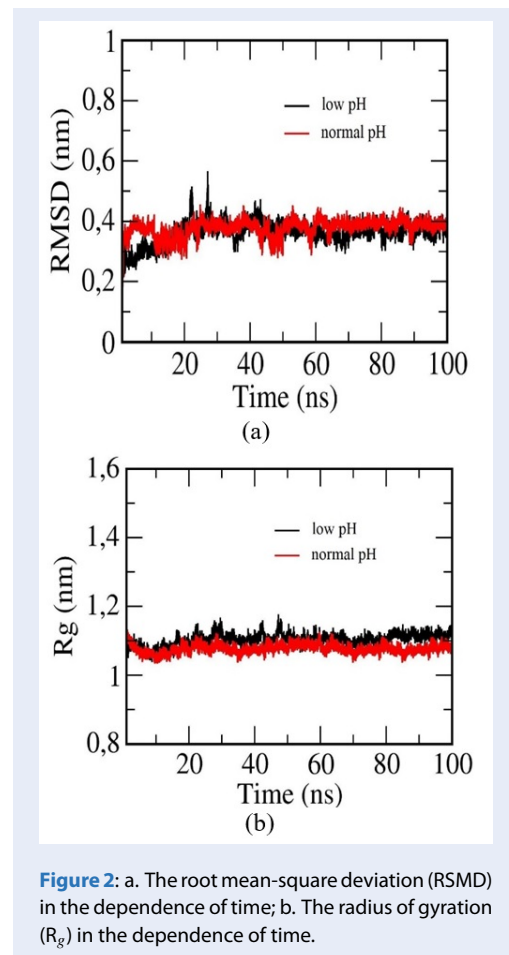 1
0,8
0,6
0,4
0,2
0
RMSD (nm)
low pH
normal pH
20 40 60 80 100
Time (ns)
(a)
1,6
1,4
1,2
1
0,8
Rg (nm)
low pH
normal pH
20 40 60 80 100
Time (ns)
(b)
Figure 2: a. The root mean-square deviation (RSMD)
in the dependence of time; b. The radius of gyration
(Rg) in the dependence of time.